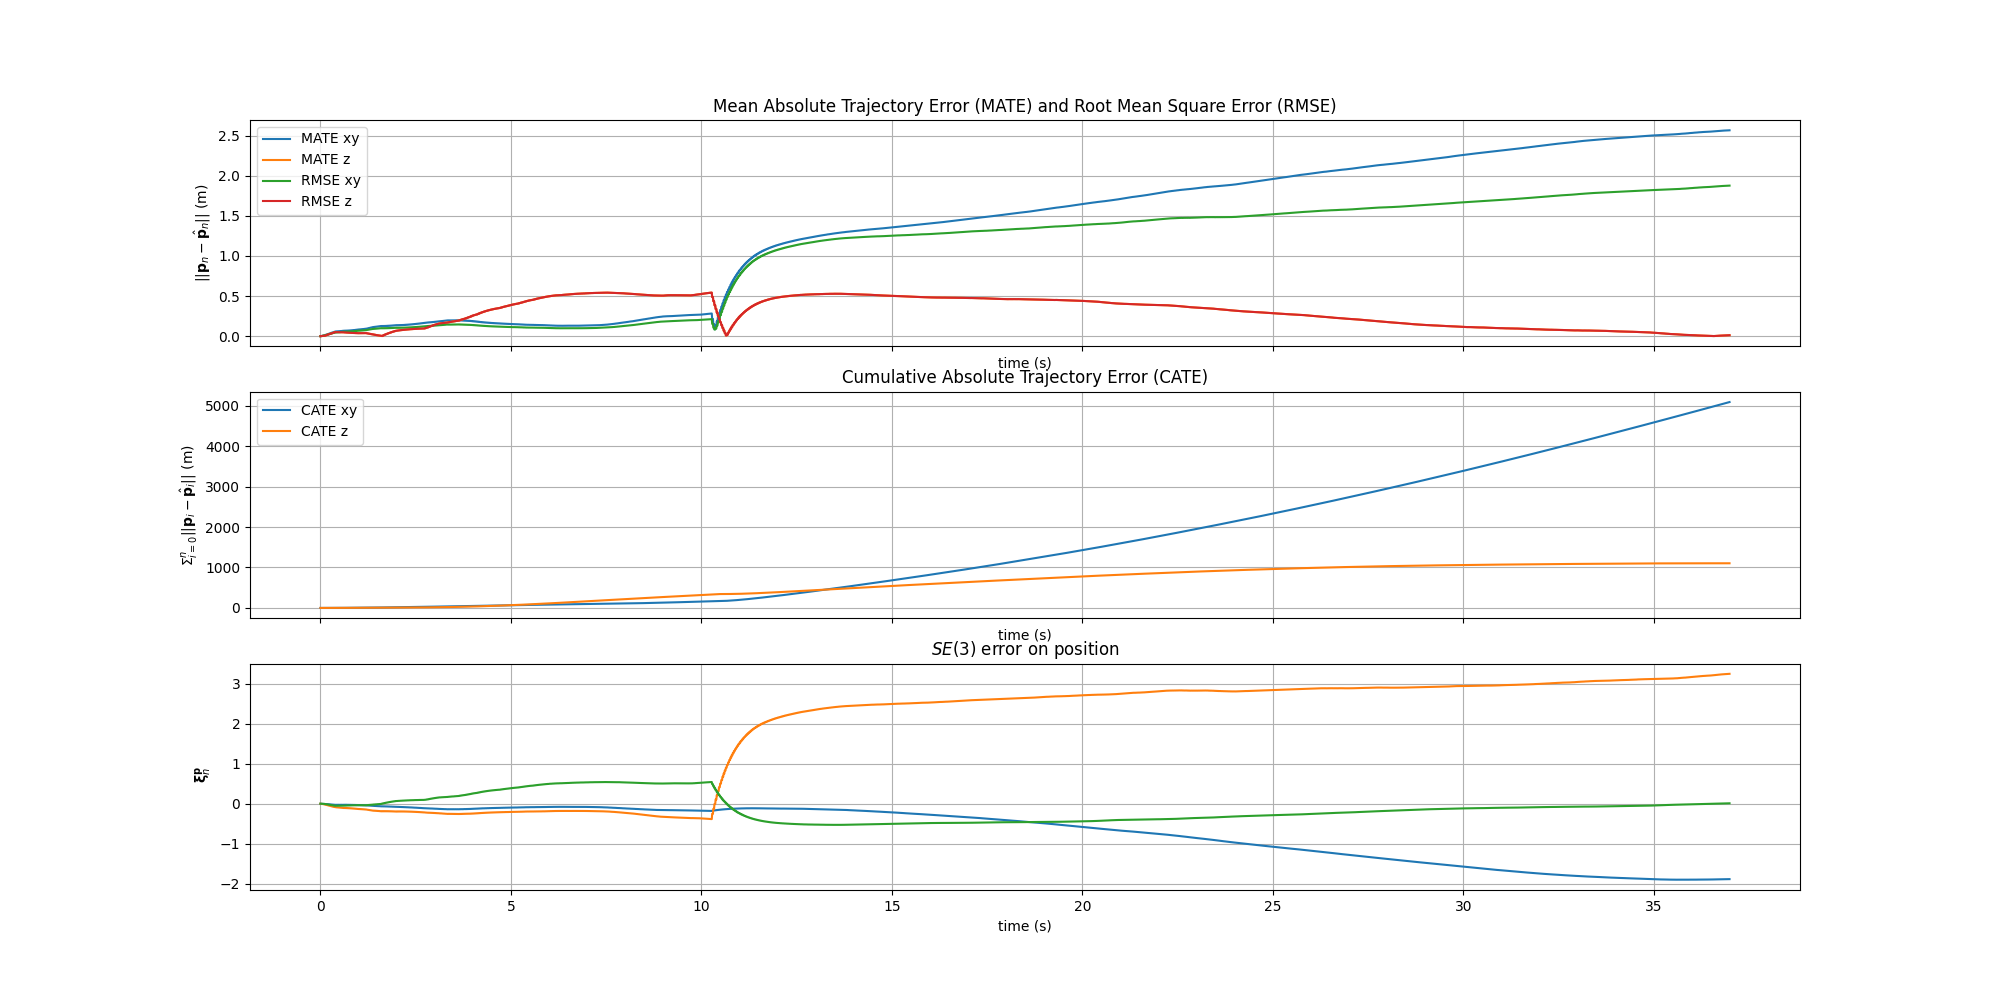 Mean Absolute Trajectory Error (MATE) and Root Mean Square Error (RMSE)
||𝐩ₙ − 𝐩̂ₙ|| (m)
2.5
2.0
1.5
1.0
0.5
0.0
MATE xy
MATE z
RMSE xy
RMSE z
time (s)
Cumulative Absolute Trajectory Error (CATE)
Σⁿᵢ₌₀||𝐩ᵢ − 𝐩̂ᵢ|| (m)
5000
4000
3000
2000
1000
0
CATE xy
CATE z
time (s)
SE(3) error on position
𝛏ₙᵖ
3
2
1
0
−1
−2
0 5 10 15 20 25 30 35
time (s)